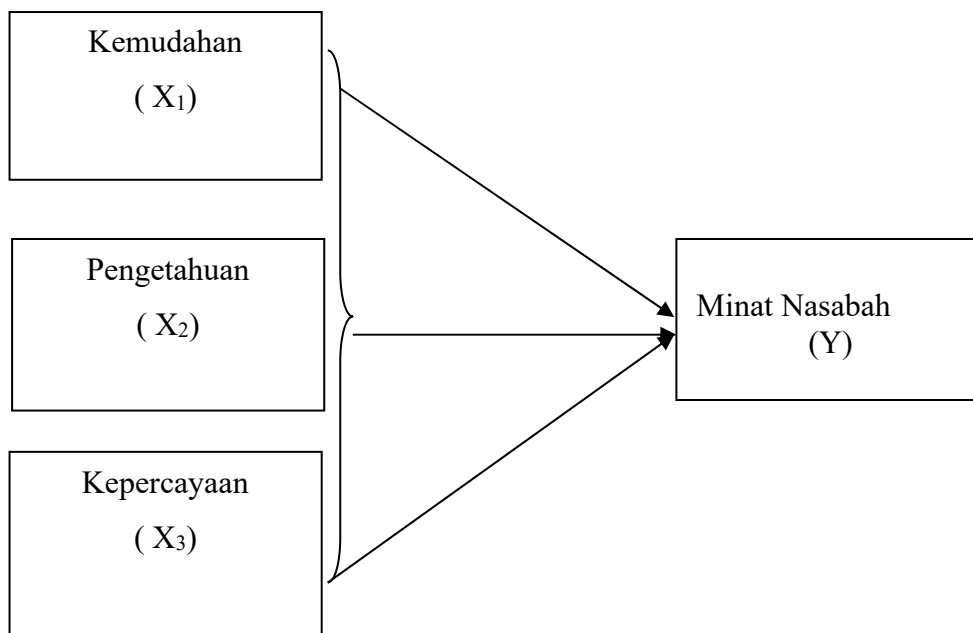 Kemudahan
( X₁)
Pengetahuan
( X₂)
Kepercayaan
( X₃)
Minat Nasabah
(Y)